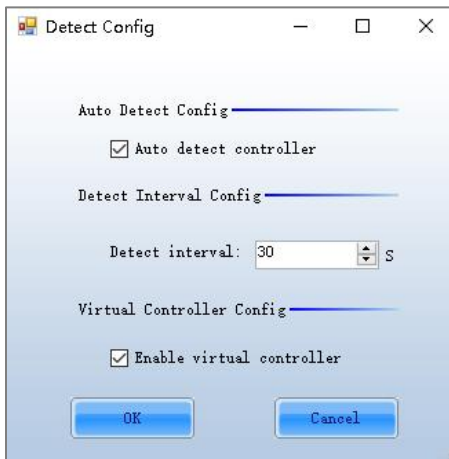 Detect Config
Auto Detect Config
Auto detect controller
Detect Interval Config
Detect interval: 30 S
Virtual Controller Config
Enable virtual controller
OK Cancel